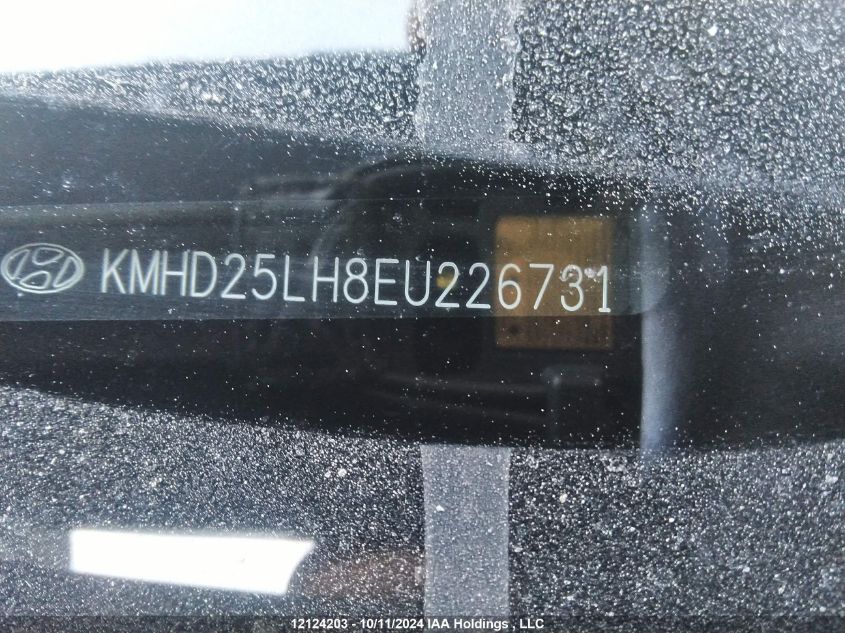 KMHD25LH8EU226731
12124203 - 10/11/2024 IAA Holdings , LLC